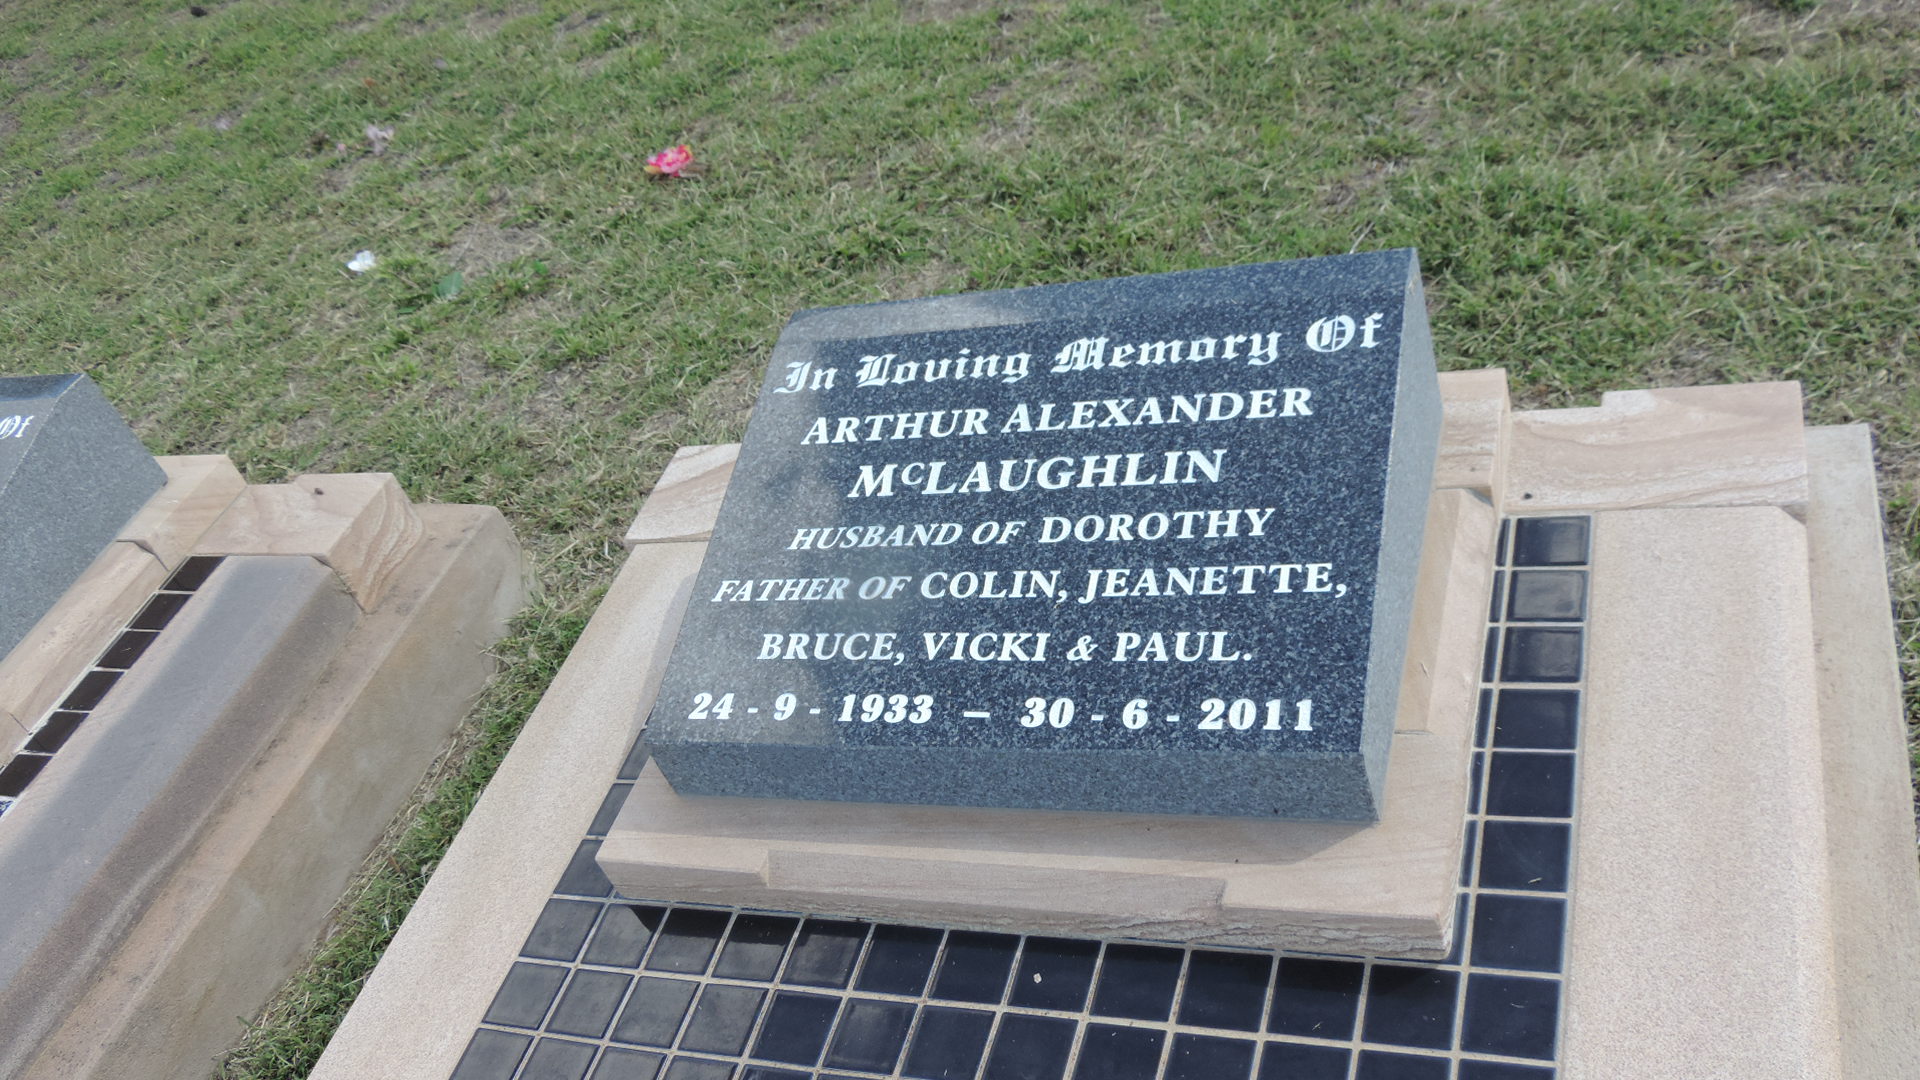 In Loving Memory Of
ARTHUR ALEXANDER
McLAUGHLIN
HUSBAND OF DOROTHY
FATHER OF COLIN, JEANETTE,
BRUCE, VICKI & PAUL.
24 - 9 - 1933 – 30 - 6 - 2011
Of